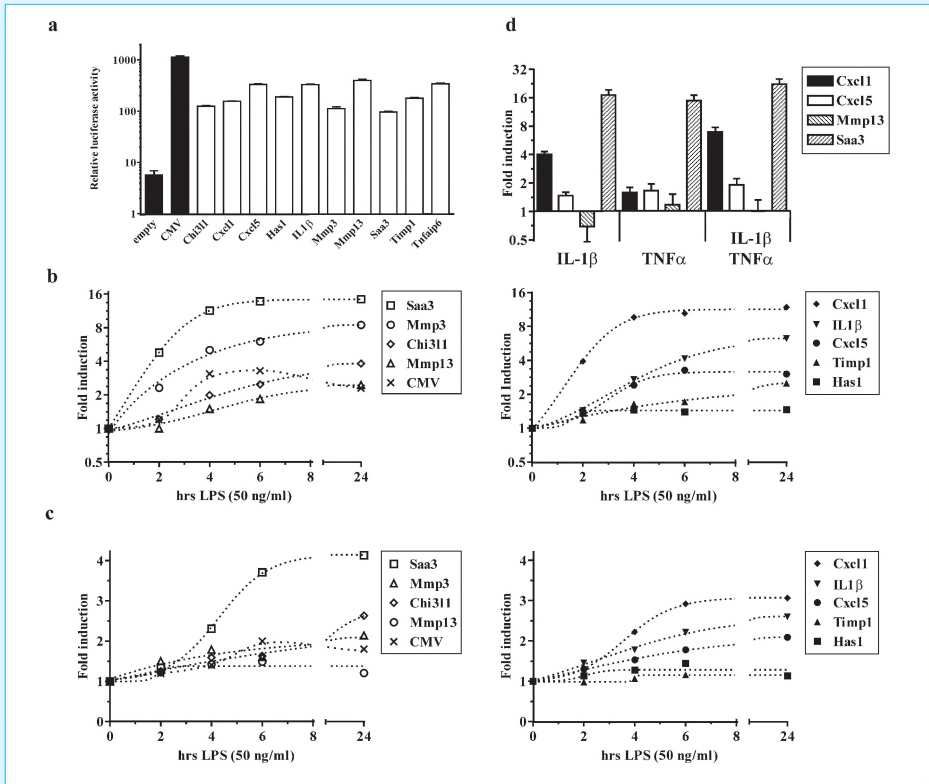 a
Relative luciferase activity
1000
100
10
1
empty
CMV
Chi3l1
Cxcl1
Cxcl5
Has1
IL1β
Mmp3
Mmp13
Saa3
Timp1
Tnfaip6
d
Fold induction
32
16
8
4
2
1
0.5
IL-1β
TNFα
IL-1β
TNFα
Cxcl1
Cxcl5
Mmp13
Saa3
b
Fold induction
16
8
4
2
1
0.5
0 2 4 6 8 24
hrs LPS (50 ng/ml)
Saa3
Mmp3
Chi3l1
Mmp13
CMV
Fold Induction
16
8
4
2
1
0.5
0 2 4 6 8 24
hrs LPS (50 ng/ml)
Cxcl1
IL1β
Cxcl5
Timp1
Has1
c
Fold induction
4
3
2
1
0
0 2 4 6 8 24
hrs LPS (50 ng/ml)
Saa3
Mmp3
Chi3l1
Mmp13
CMV
Fold induction
4
3
2
1
0
0 2 4 6 8 24
hrs LPS (50 ng/ml)
Cxcl1
IL1β
Cxcl5
Timp1
Has1